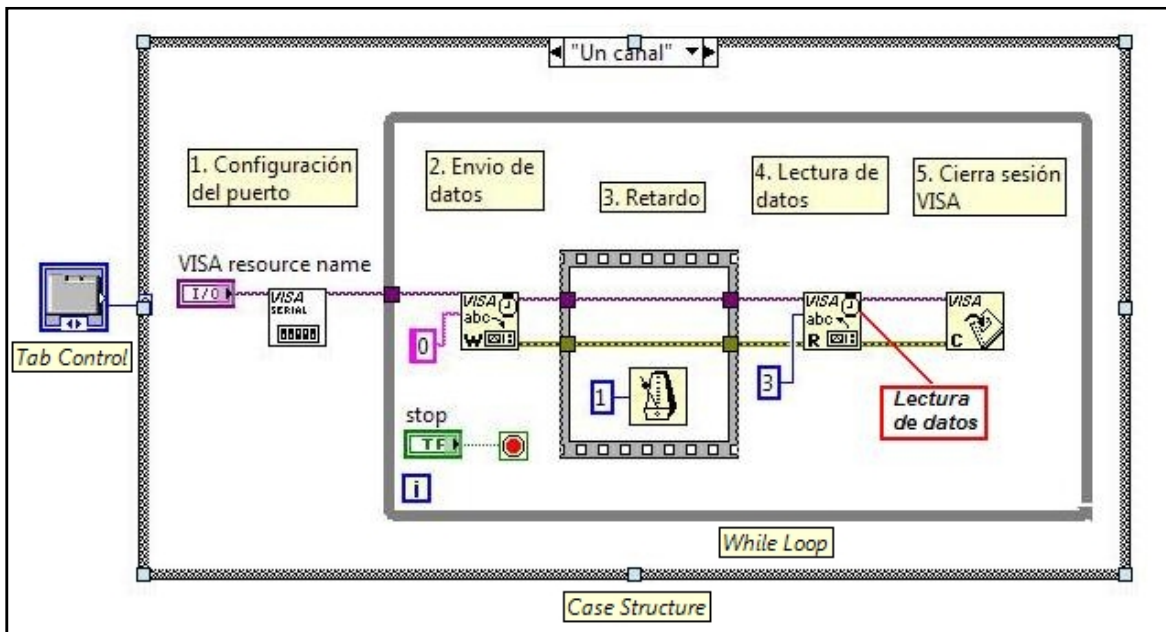 "Un canal"
1. Configuración
del puerto
2. Envio de
datos
3. Retardo
4. Lectura de
datos
5. Cierra sesión
VISA
VISA resource name
I/O
VISA
SERIAL
VISA
abc
W
0
1
VISA
abc
R
3
VISA
C
Lectura
de datos
Tab Control
stop
TF
i
While Loop
Case Structure